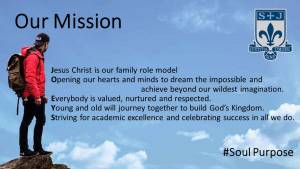 Our Mission
S+J
Jesus Christ is our family role model
Opening our hearts and minds to dream the impossible and
achieve beyond our wildest imagination.
Everybody is valued, nurtured and respected.
Young and old will journey together to build God's Kingdom.
Striving for academic excellence and celebrating success in all we do.
#SoulPurpose